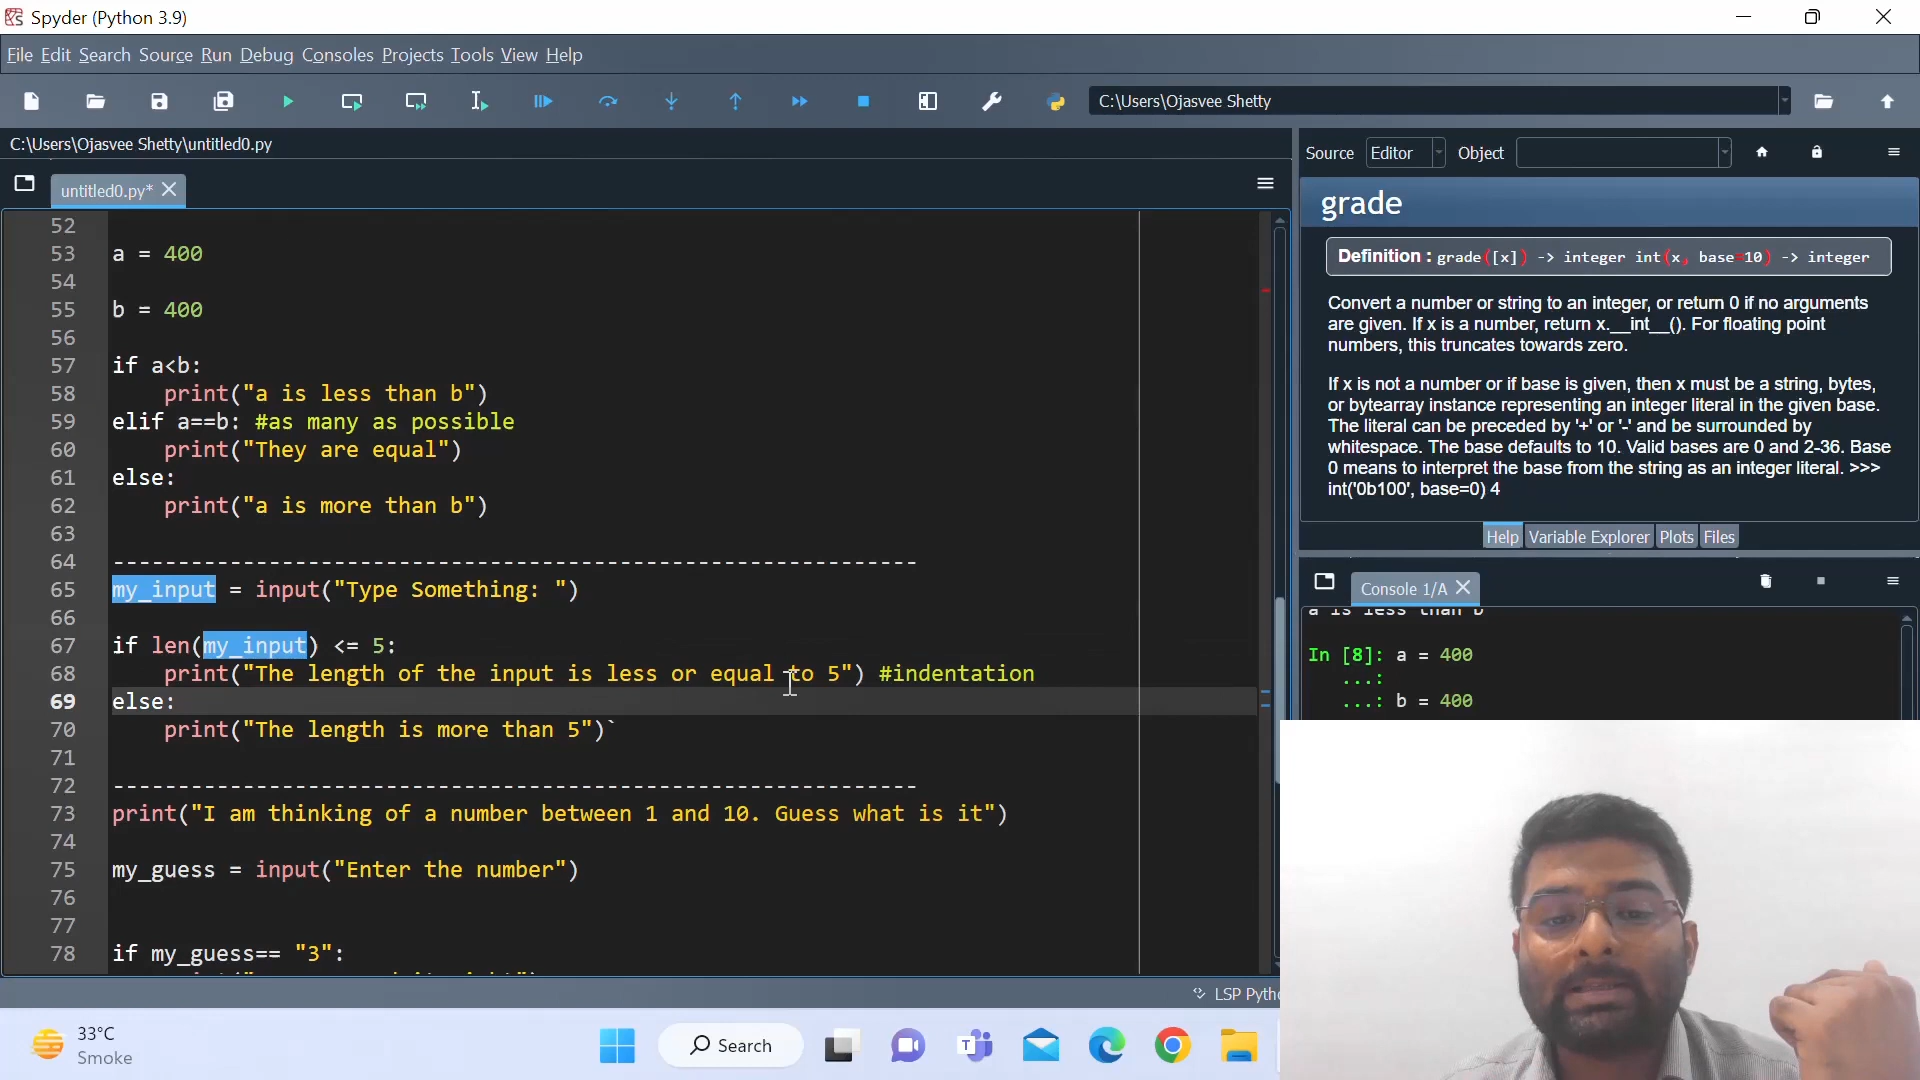 Spyder (Python 3.9)
File Edit Search Source Run Debug Consoles Projects Tools View Help
C:\Users\Ojasvee Shetty
C:\Users\Ojasvee Shetty\untitled0.py
untitled0.py*
52
53 a = 400
54
55 b = 400
56
57 if a<b:
58 print("a is less than b")
59 elif a==b: #as many as possible
60 print("They are equal")
61 else:
62 print("a is more than b")
63
64 --------------------------------------------------------------
65 my_input = input("Type Something: ")
66
67 if len(my_input) <= 5:
68 print("The length of the input is less or equal to 5") #indentation
69 else:
70 print("The length is more than 5")`
71
72 --------------------------------------------------------------
73 print("I am thinking of a number between 1 and 10. Guess what is it")
74
75 my_guess = input("Enter the number")
76
77
78 if my_guess== "3":
LSP Pytho
Source Editor Object
grade
Definition : grade([x]) -> integer int(x, base=10) -> integer
Convert a number or string to an integer, or return 0 if no arguments
are given. If x is a number, return x.__int__(). For floating point
numbers, this truncates towards zero.
If x is not a number or if base is given, then x must be a string, bytes,
or bytearray instance representing an integer literal in the given base.
The literal can be preceded by '+' or '-' and be surrounded by
whitespace. The base defaults to 10. Valid bases are 0 and 2-36. Base
0 means to interpret the base from the string as an integer literal. >>>
int('0b100', base=0) 4
Help Variable Explorer Plots Files
Console 1/A
a is less than b
In [8]: a = 400
...:
...: b = 400
33°C
Smoke
Search